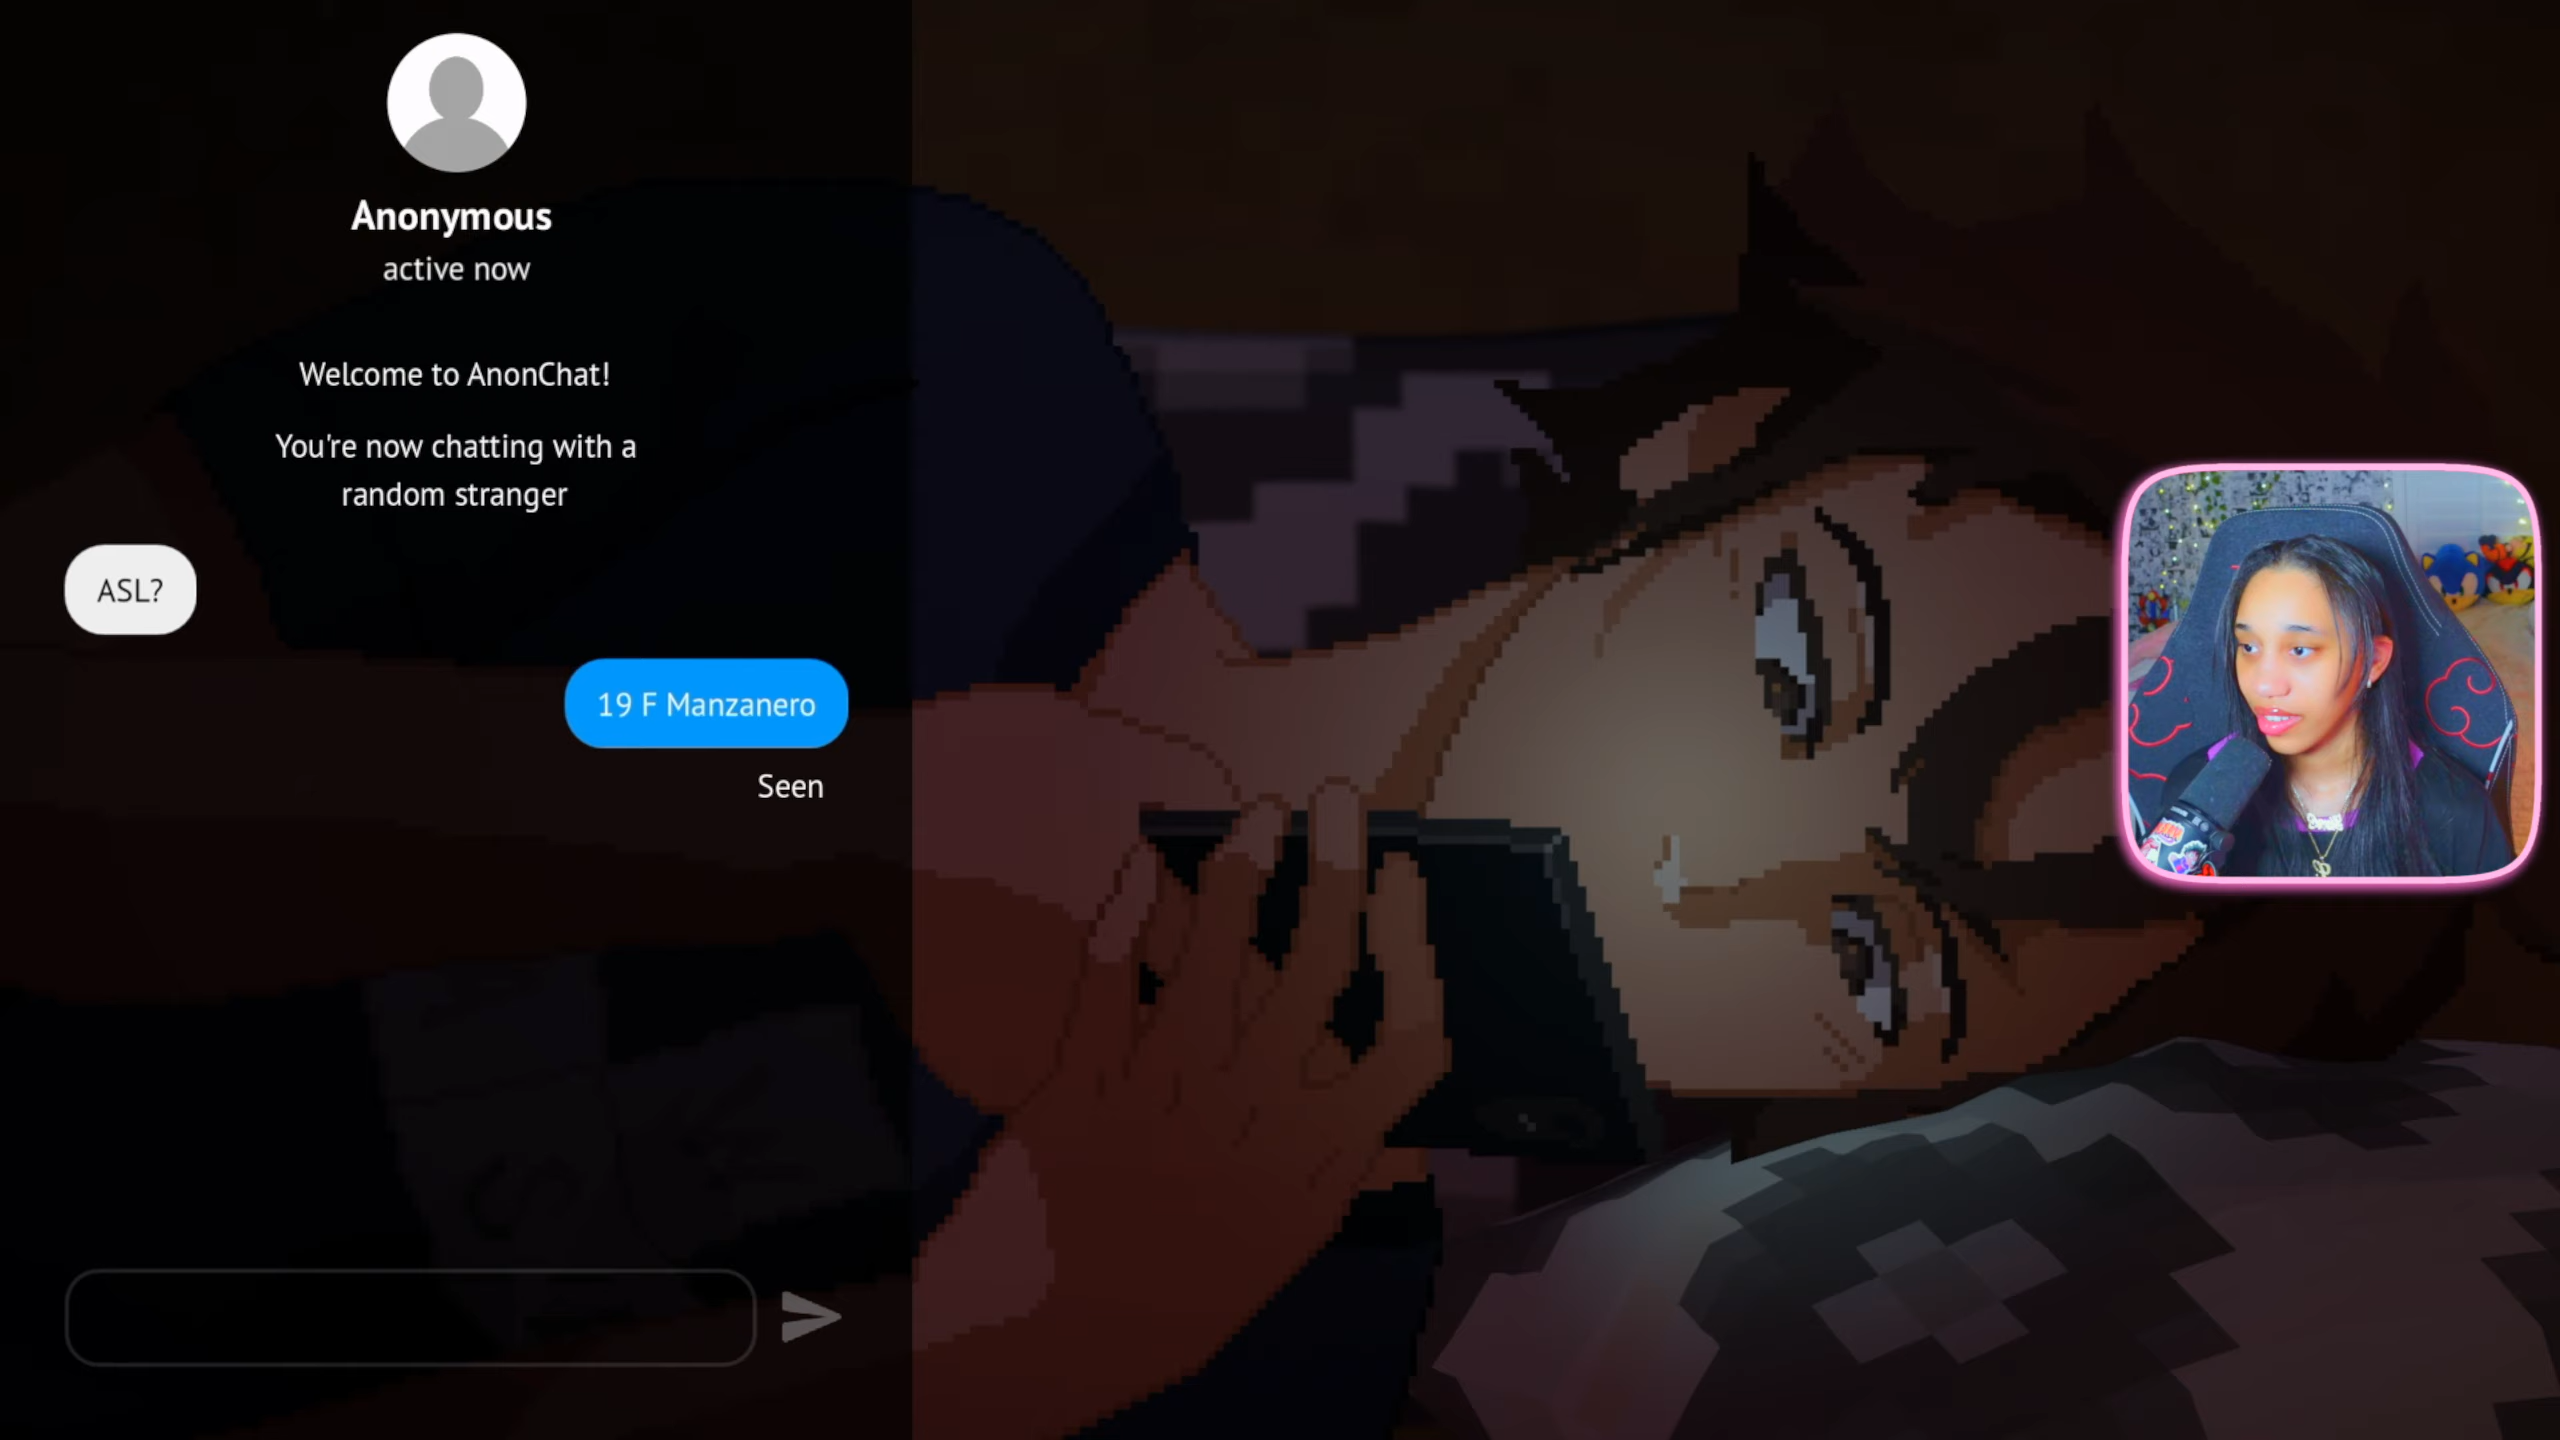 Anonymous
active now
Welcome to AnonChat!
You're now chatting with a
random stranger
ASL?
19 F Manzanero
Seen